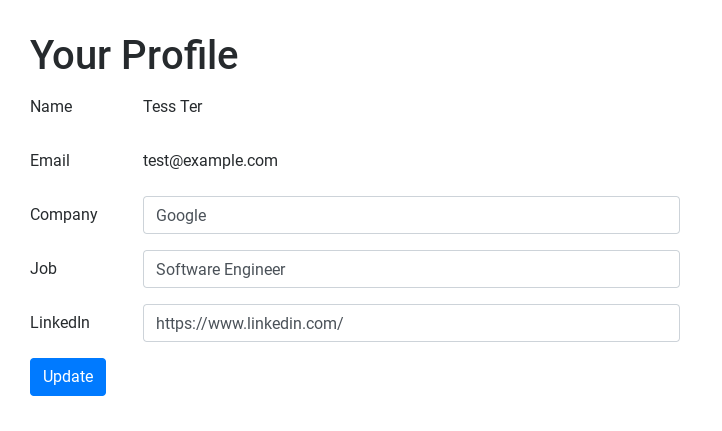 Your Profile
Name Tess Ter
Email test@example.com
Company Google
Job Software Engineer
LinkedIn https://www.linkedin.com/
Update